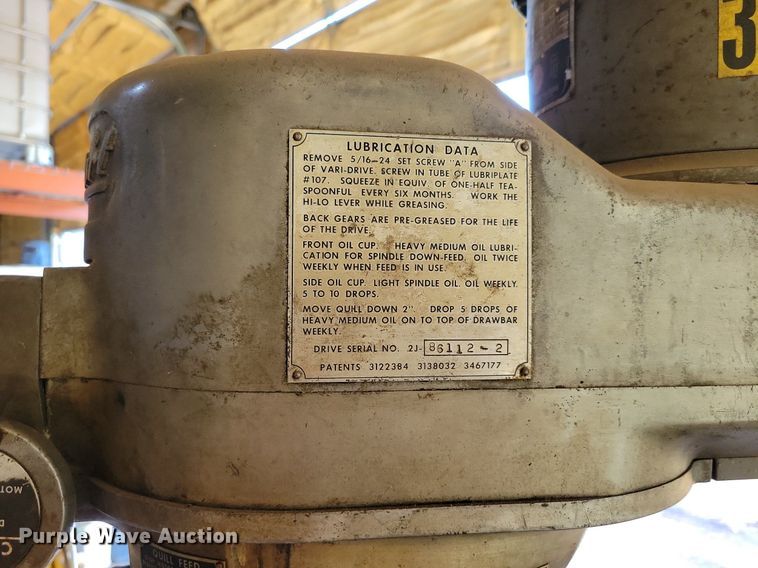 3
LUBRICATION DATA
REMOVE 5/16-24 SET SCREW "A" FROM SIDE
OF VARI-DRIVE. SCREW IN TUBE OF LUBRIPLATE
#107. SQUEEZE IN EQUIV. OF ONE-HALF TEA-
SPOONFUL EVERY SIX MONTHS. WORK THE
HI-LO LEVER WHILE GREASING.
BACK GEARS ARE PRE-GREASED FOR THE LIFE
OF THE DRIVE.
FRONT OIL CUP. HEAVY MEDIUM OIL LUBRI-
CATION FOR SPINDLE DOWN-FEED. OIL TWICE
WEEKLY WHEN FEED IS IN USE.
SIDE OIL CUP. LIGHT SPINDLE OIL. OIL WEEKLY.
5 TO 10 DROPS.
MOVE QUILL DOWN 2". DROP 5 DROPS OF
HEAVY MEDIUM OIL ON TO TOP OF DRAWBAR
WEEKLY.
DRIVE SERIAL NO. 2J-86112-2
PATENTS 3122384 3138032 3467177
MOT
Purple Wave Auction
QUILL FEED